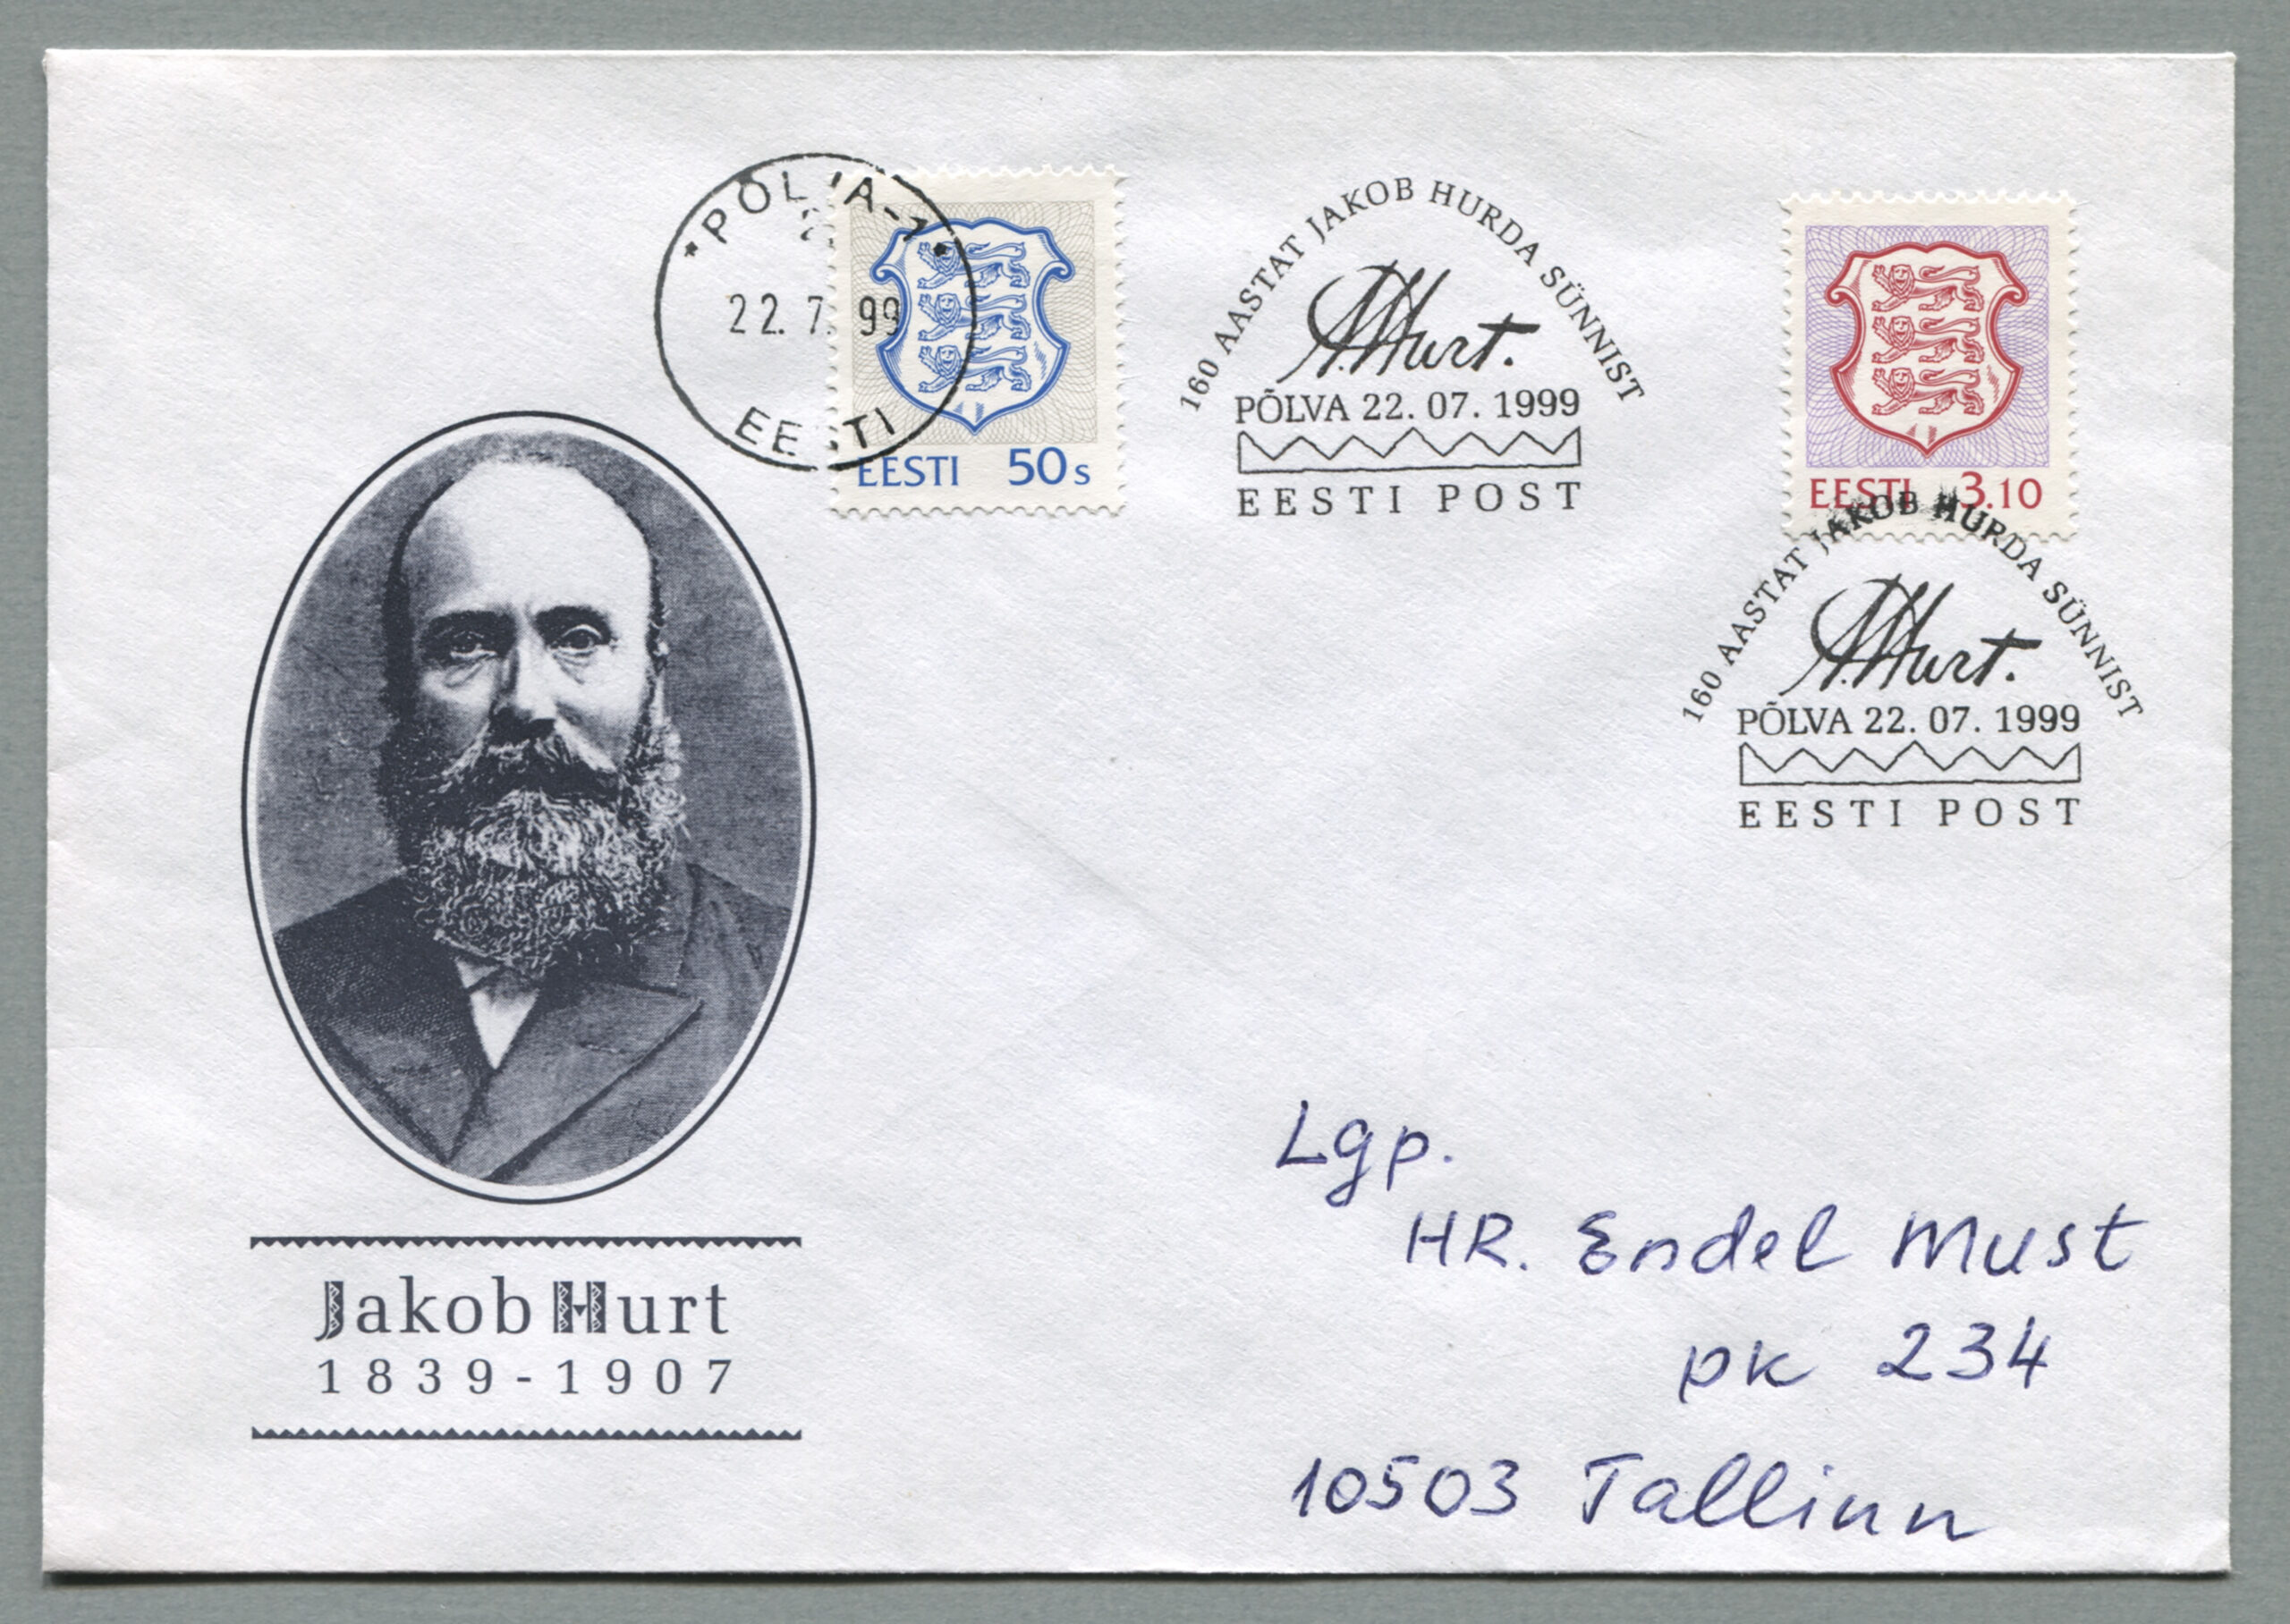 *PÕLVA-1*
22.7.99
EESTI
EESTI 50s
160 AASTAT JAKOB HURDA SÜNNIST
J. Hurt.
PÕLVA 22. 07. 1999
EESTI POST
EESTI 3.10
160 AASTAT JAKOB HURDA SÜNNIST
J. Hurt.
PÕLVA 22. 07. 1999
EESTI POST
Jakob Hurt
1839-1907
Lgp.
HR. Endel Must
pk 234
10503 Tallinn